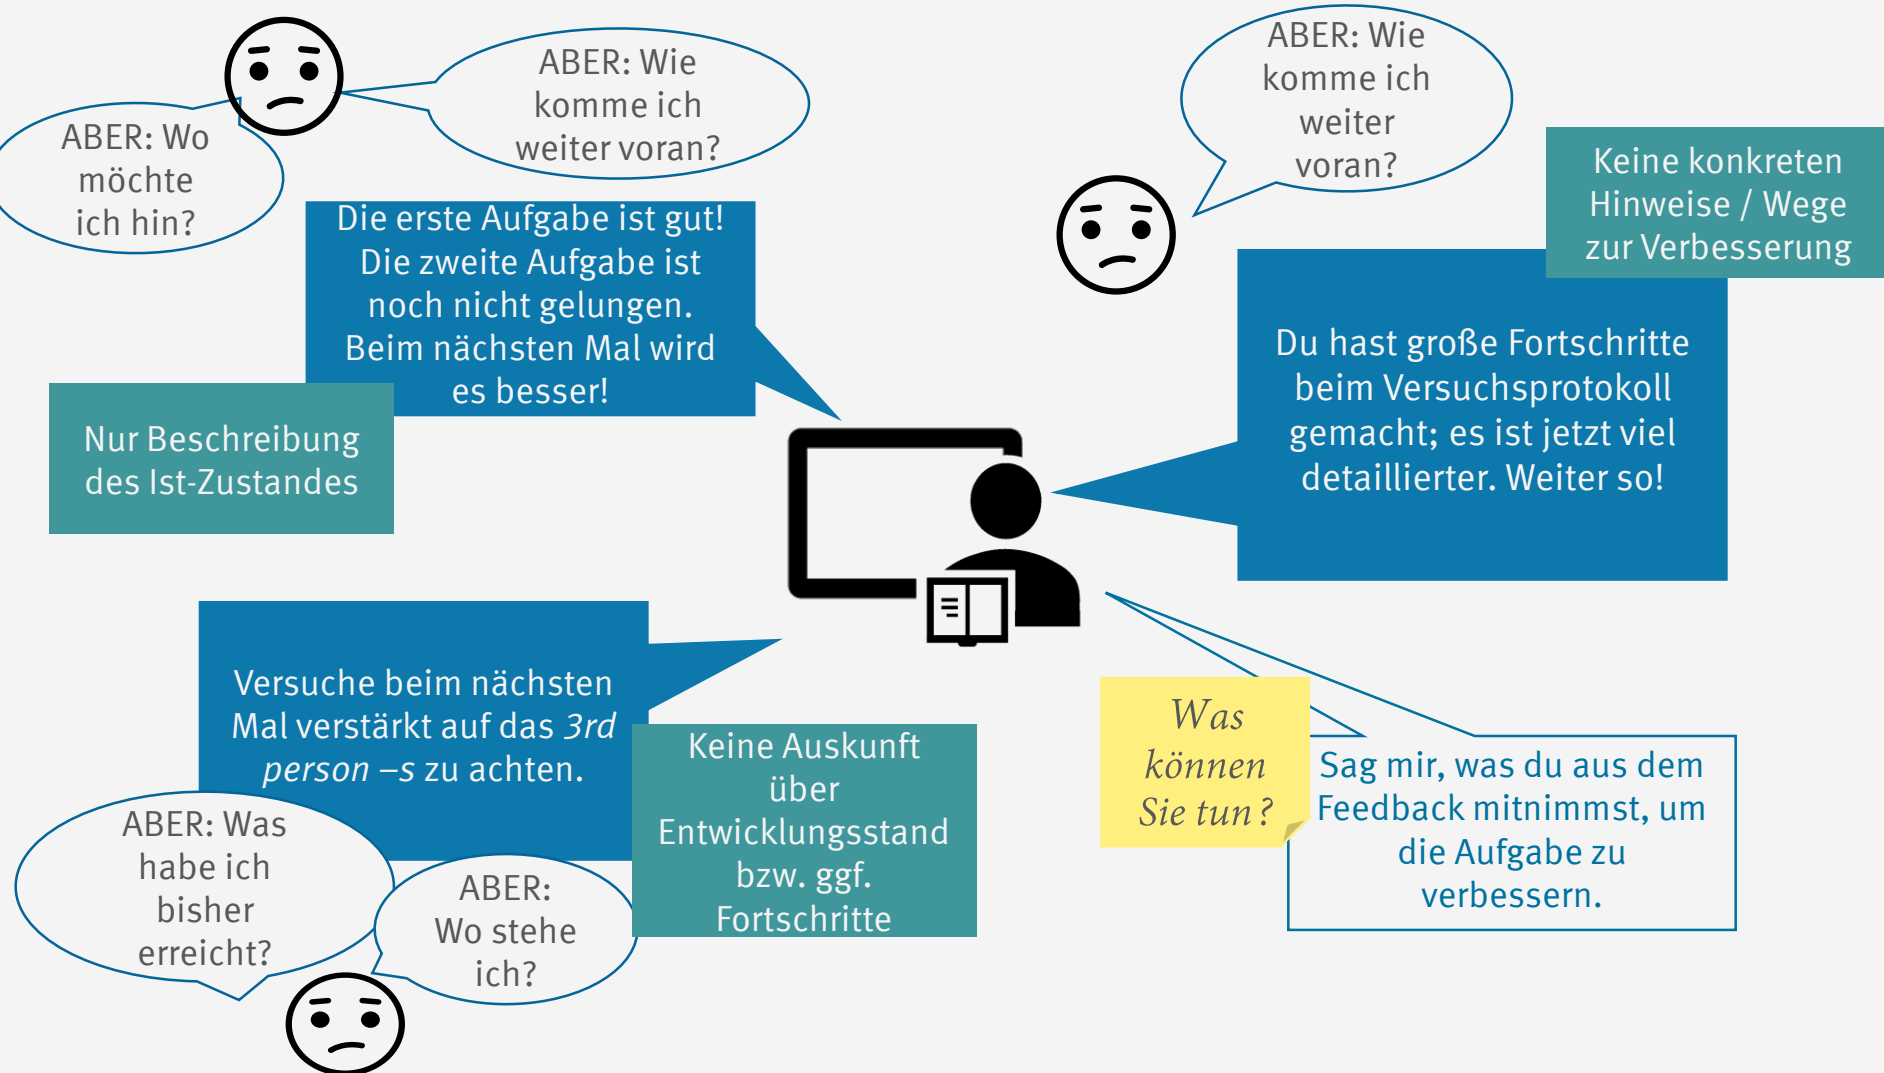 ABER: Wo
möchte
ich hin?
ABER: Wie
komme ich
weiter voran?
Die erste Aufgabe ist gut!
Die zweite Aufgabe ist
noch nicht gelungen.
Beim nächsten Mal wird
es besser!
Nur Beschreibung
des Ist-Zustandes
ABER: Wie
komme ich
weiter
voran?
Keine konkreten
Hinweise / Wege
zur Verbesserung
Du hast große Fortschritte
beim Versuchsprotokoll
gemacht; es ist jetzt viel
detaillierter. Weiter so!
Versuche beim nächsten
Mal verstärkt auf das 3rd
person –s zu achten.
Keine Auskunft
über
Entwicklungsstand
bzw. ggf.
Fortschritte
ABER: Was
habe ich
bisher
erreicht?
ABER:
Wo stehe
ich?
Was
können
Sie tun?
Sag mir, was du aus dem
Feedback mitnimmst, um
die Aufgabe zu
verbessern.